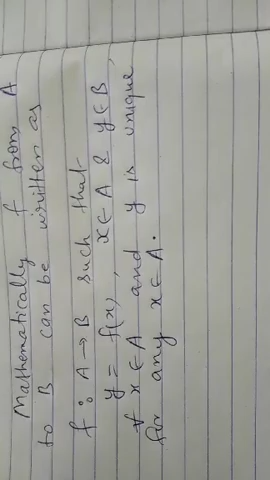 Mathematically f from A
to B can be written as
f : A → B such that
y = f(x), x ∈ A & y ∈ B,
∀ x ∈ A and y is unique
for any x ∈ A.